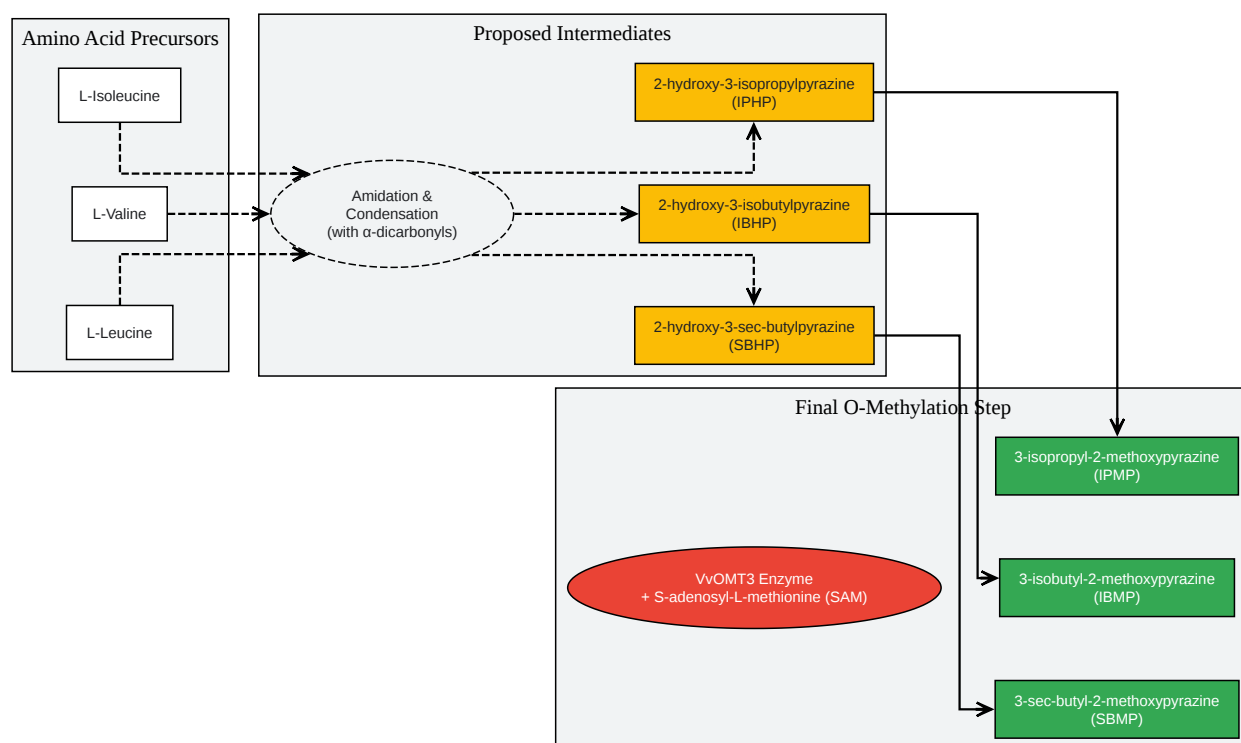 Amino Acid Precursors
L-Isoleucine
L-Valine
L-Leucine
Proposed Intermediates
Amidation &
Condensation
(with α-dicarbonyls)
2-hydroxy-3-isopropylpyrazine
(IPHP)
2-hydroxy-3-isobutylpyrazine
(IBHP)
2-hydroxy-3-sec-butylpyrazine
(SBHP)
Final O-Methylation Step
VvOMT3 Enzyme
+ S-adenosyl-L-methionine (SAM)
3-isopropyl-2-methoxypyrazine
(IPMP)
3-isobutyl-2-methoxypyrazine
(IBMP)
3-sec-butyl-2-methoxypyrazine
(SBMP)